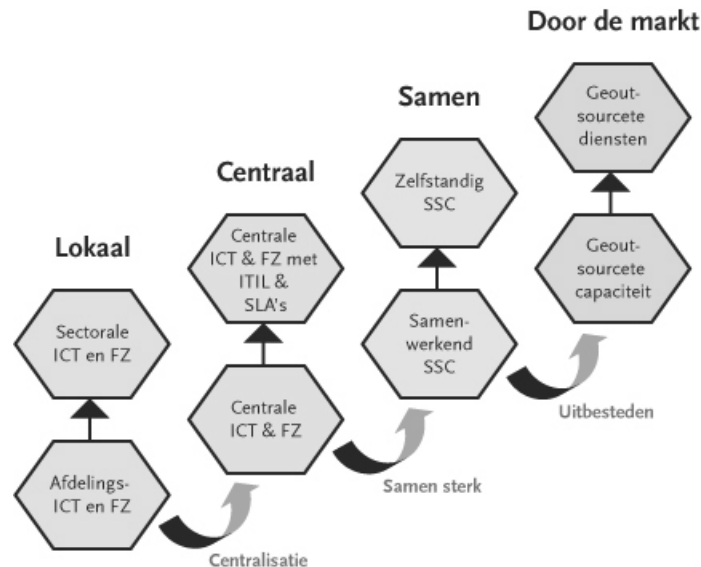 Door de markt
Geout-
sourcete
diensten
Samen
Zelfstandig
SSC
Geout-
sourcete
capaciteit
Centraal
Centrale
ICT & FZ met
ITIL &
SLA's
Samen-
werkend
SSC
Uitbesteden
Lokaal
Sectorale
ICT en FZ
Centrale
ICT & FZ
Samen sterk
Afdelings-
ICT en FZ
Centralisatie